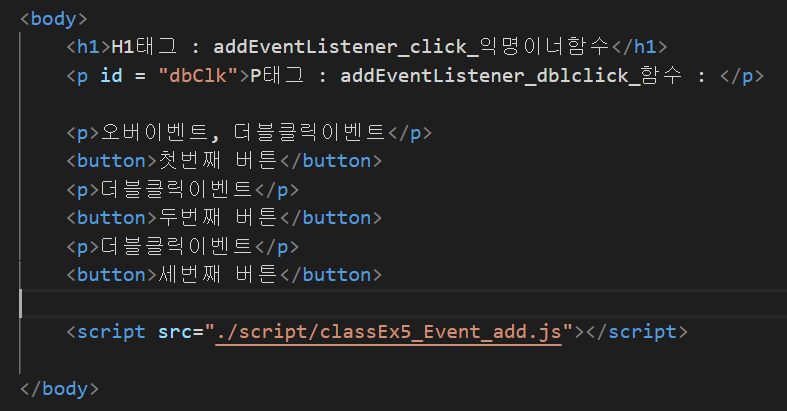 <body>
<h1>H1태그 : addEventListener_click_익명이너함수</h1>
<p id = "dbClk">P태그 : addEventListener_dblclick_함수 : </p>
<p>오버이벤트, 더블클릭이벤트</p>
<button>첫번째 버튼</button>
<p>더블클릭이벤트</p>
<button>두번째 버튼</button>
<p>더블클릭이벤트</p>
<button>세번째 버튼</button>
<script src="./script/classEx5_Event_add.js"></script>
</body>